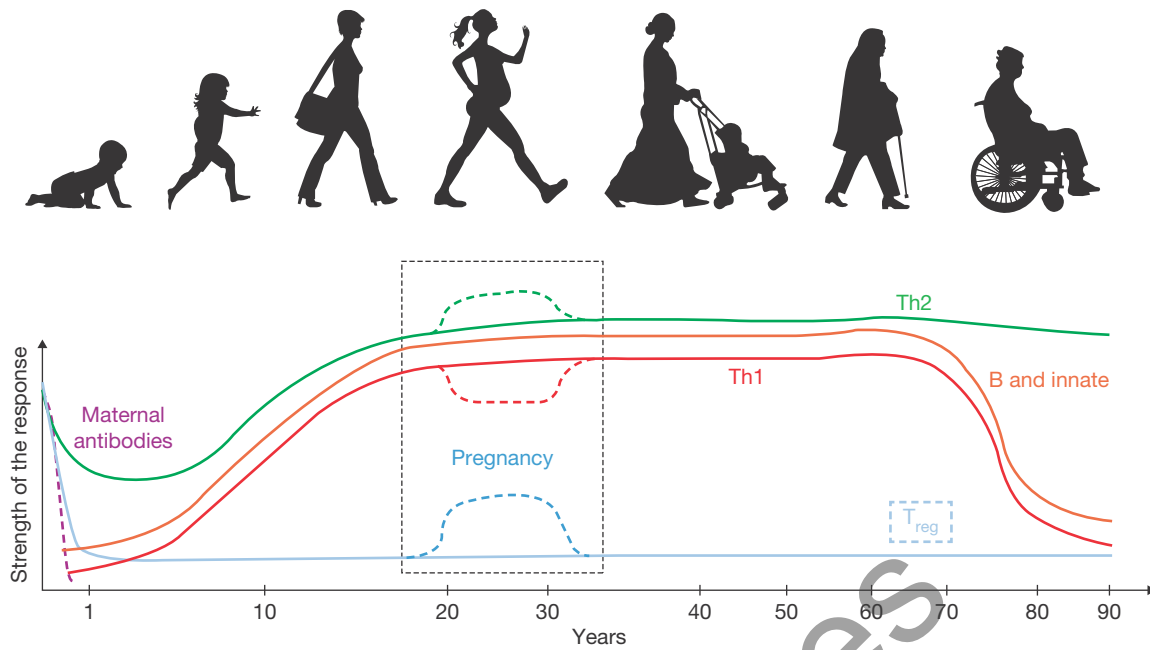 Th2
Strength of the response
Th1
B and innate
Maternal
antibodies
Pregnancy
Treg
1 10 20 30 40 50 60 70 80 90
Years
es